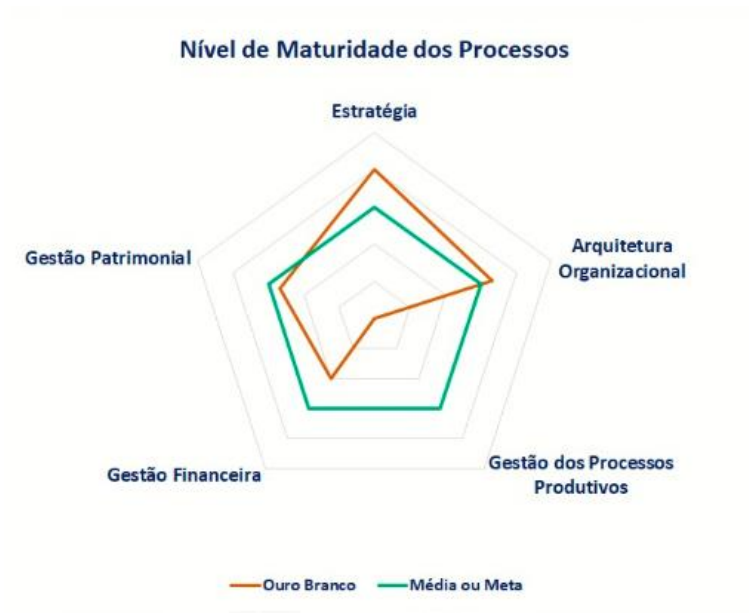 Nível de Maturidade dos Processos
Estratégia
Arquitetura
Organizacional
Gestão Patrimonial
Gestão dos Processos
Produtivos
Gestão Financeira
Ouro Branco
Média ou Meta